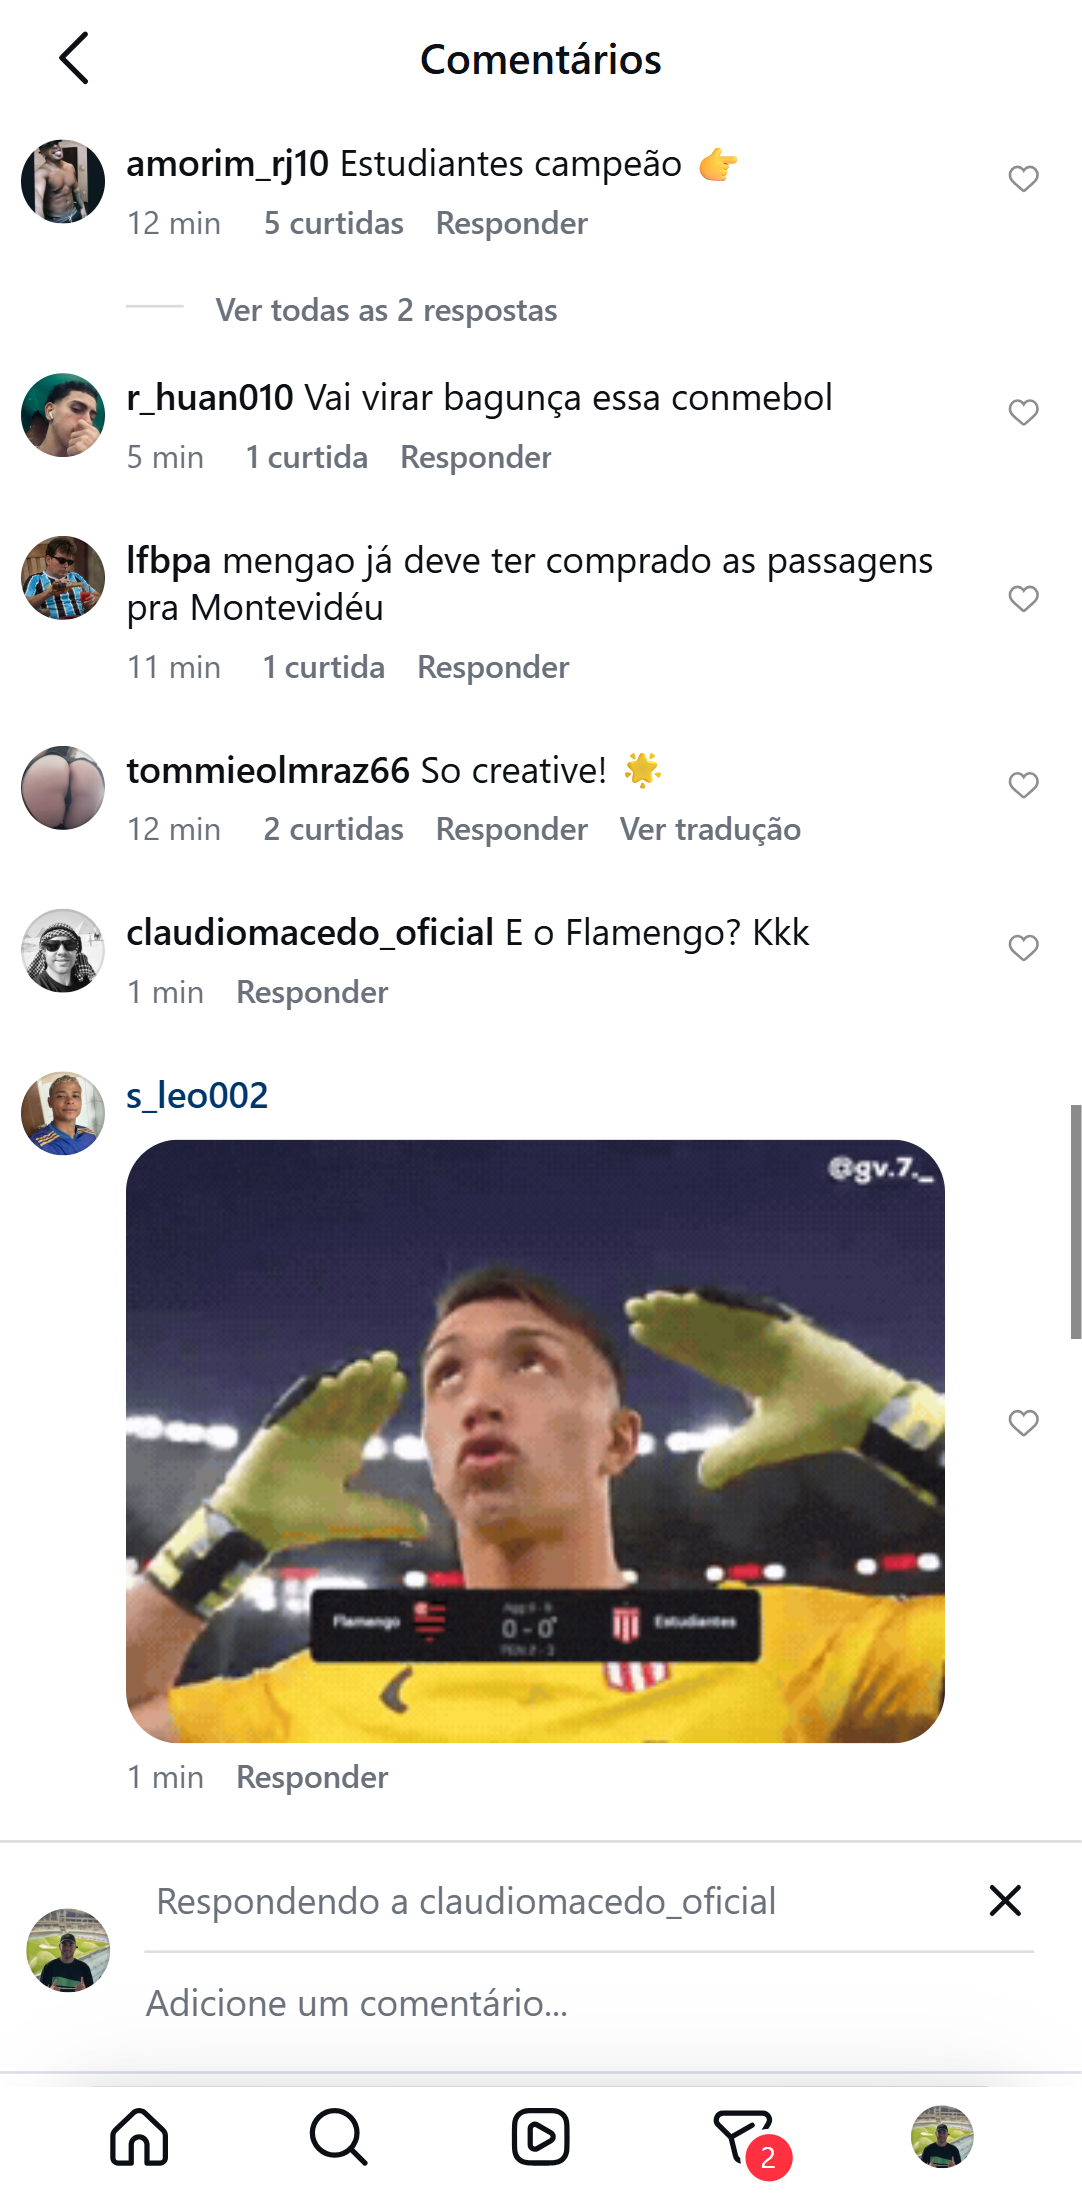 Comentários
amorim_rj10 Estudiantes campeão 👉
12 min 5 curtidas Responder
Ver todas as 2 respostas
r_huan010 Vai virar bagunça essa conmebol
5 min 1 curtida Responder
lfbpa mengao já deve ter comprado as passagens
pra Montevidéu
11 min 1 curtida Responder
tommieolmraz66 So creative! 🌟
12 min 2 curtidas Responder Ver tradução
claudiomacedo_oficial E o Flamengo? Kkk
1 min Responder
s_leo002
@gv.7._
Flamengo 0 - 0 Estudiantes
1 min Responder
Respondendo a claudiomacedo_oficial
Adicione um comentário...
2